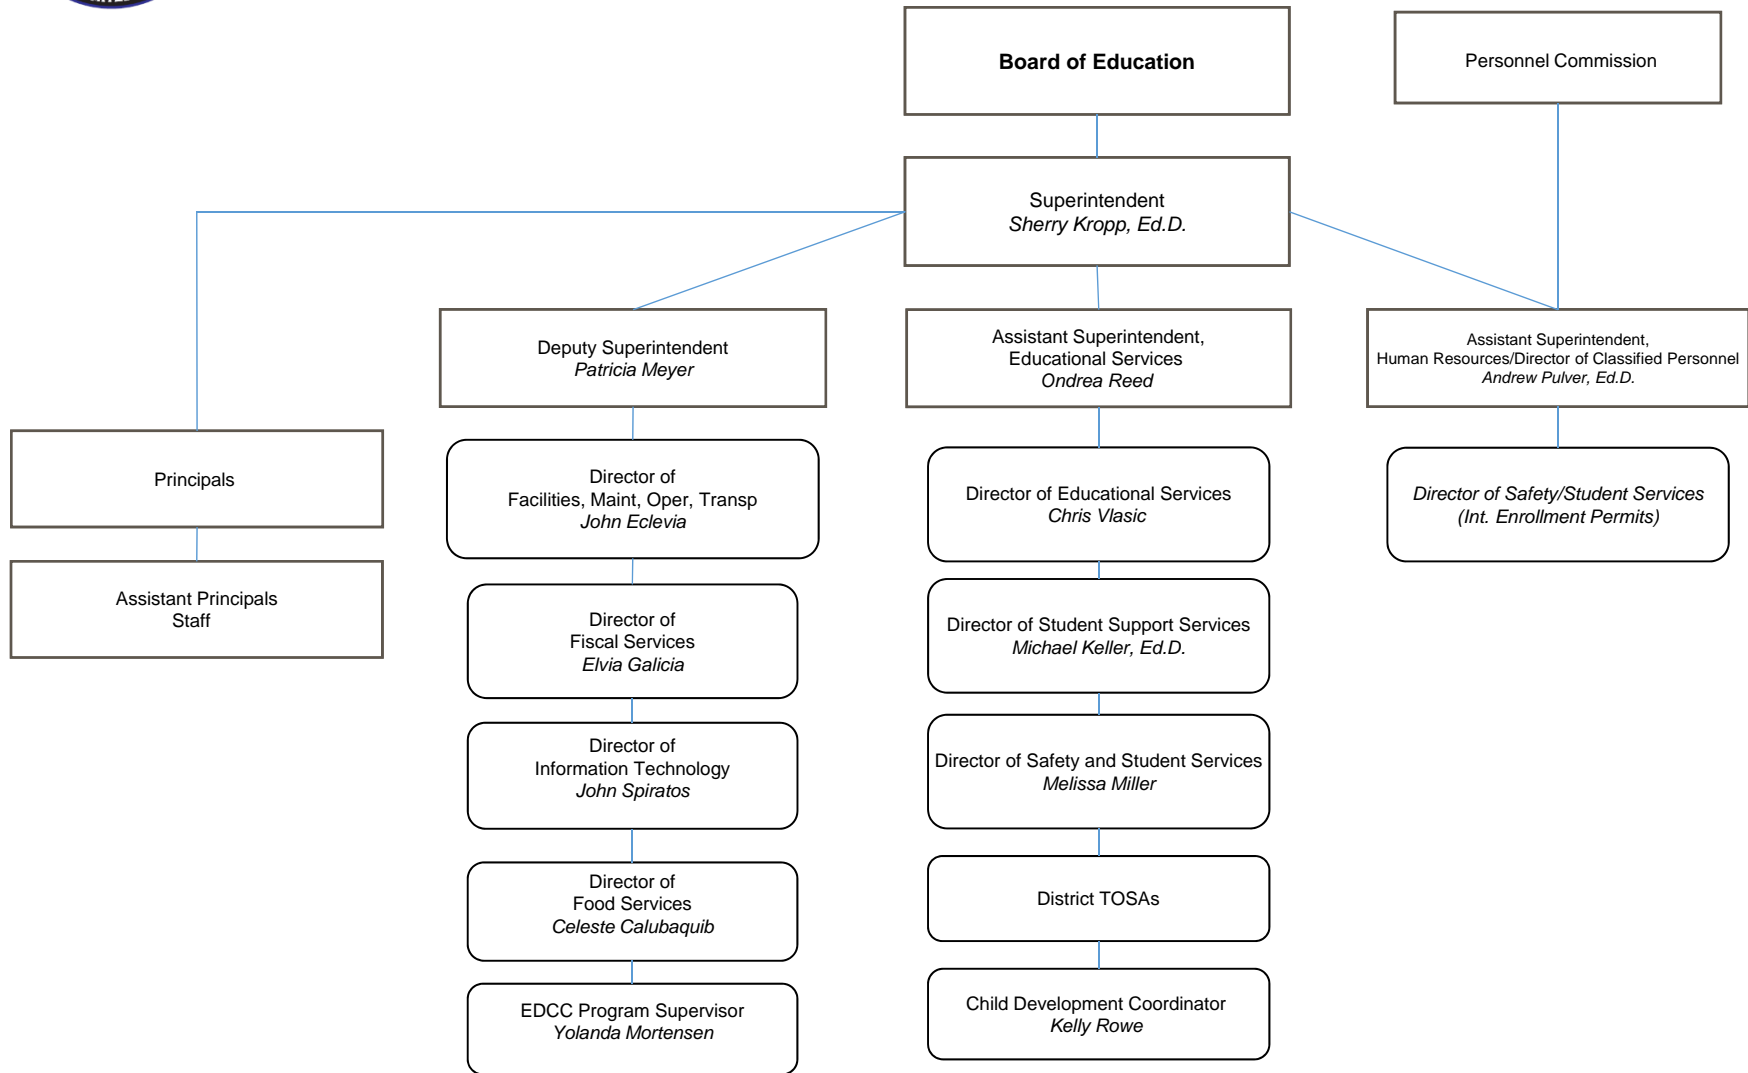 Board of Education
Personnel Commission
Superintendent
Sherry Kropp, Ed.D.
Deputy Superintendent
Patricia Meyer
Assistant Superintendent,
Educational Services
Ondrea Reed
Assistant Superintendent,
Human Resources/Director of Classified Personnel
Andrew Pulver, Ed.D.
Principals
Assistant Principals
Staff
Director of
Facilities, Maint, Oper, Transp
John Eclevia
Director of
Fiscal Services
Elvia Galicia
Director of
Information Technology
John Spiratos
Director of
Food Services
Celeste Calubaquib
EDCC Program Supervisor
Yolanda Mortensen
Director of Educational Services
Chris Vlasic
Director of Student Support Services
Michael Keller, Ed.D.
Director of Safety and Student Services
Melissa Miller
District TOSAs
Child Development Coordinator
Kelly Rowe
Director of Safety/Student Services
(Int. Enrollment Permits)